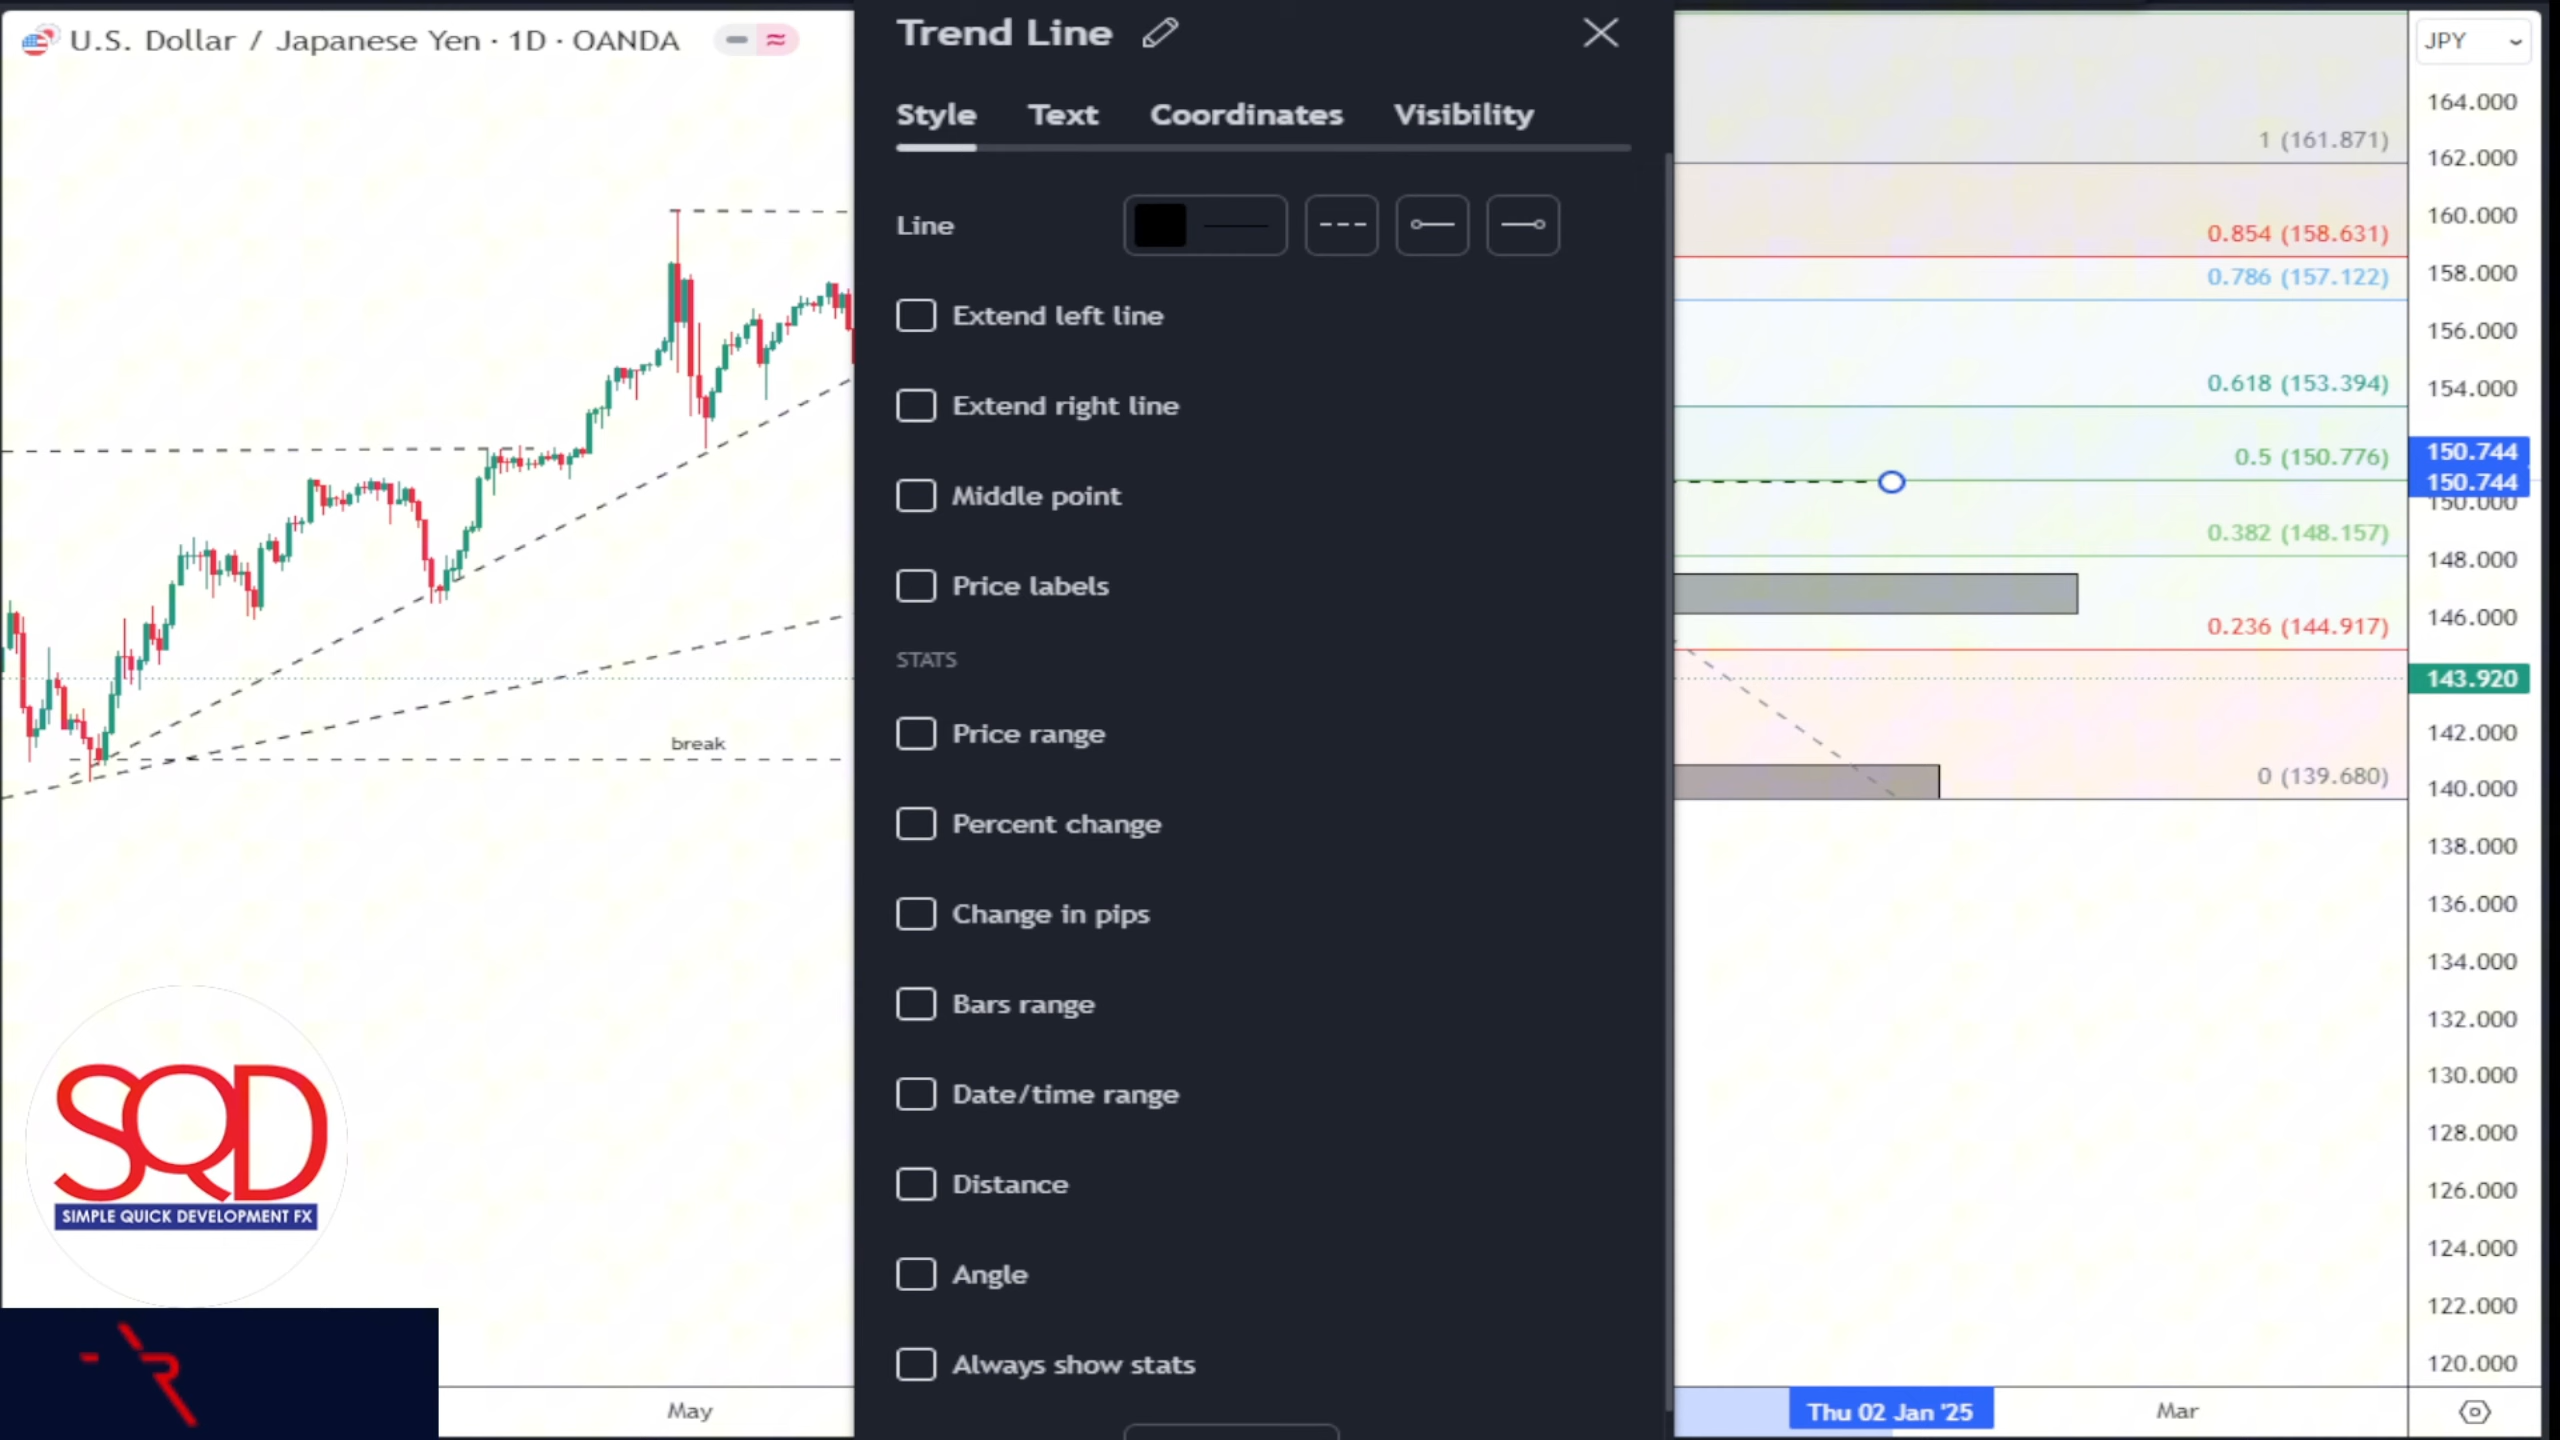 U.S. Dollar / Japanese Yen · 1D · OANDA
Trend Line
Style Text Coordinates Visibility
Line
Extend left line
Extend right line
Middle point
Price labels
STATS
Price range
Percent change
Change in pips
Bars range
Date/time range
Distance
Angle
Always show stats
break
1 (161.871)
0.854 (158.631)
0.786 (157.122)
0.618 (153.394)
0.5 (150.776)
0.382 (148.157)
0.236 (144.917)
0 (139.680)
JPY
164.000
162.000
160.000
158.000
156.000
154.000
150.744
150.744
150.000
148.000
146.000
143.920
142.000
140.000
138.000
136.000
134.000
132.000
130.000
128.000
126.000
124.000
122.000
120.000
SQD
SIMPLE QUICK DEVELOPMENT FX
May
Thu 02 Jan '25
Mar